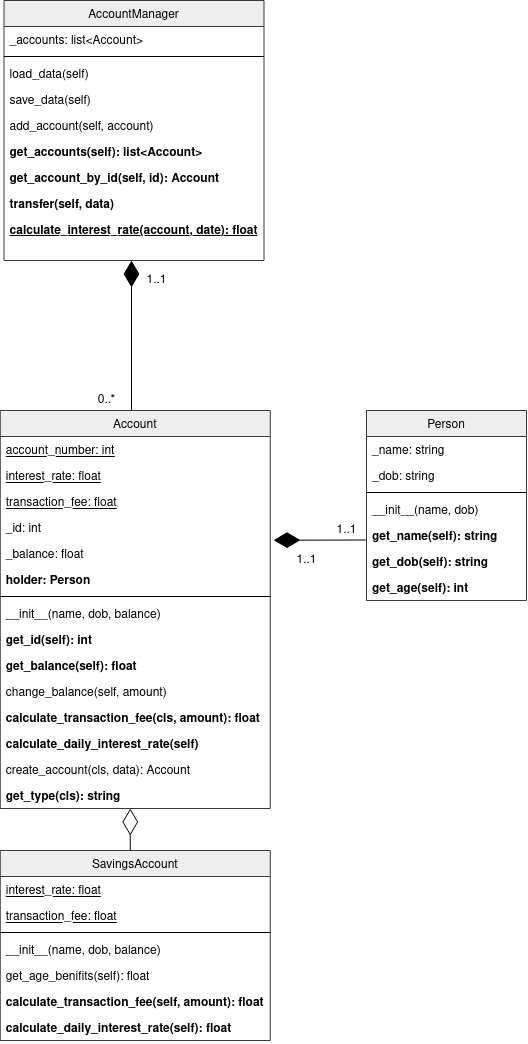 AccountManager
_accounts: list<Account>
load_data(self)
save_data(self)
add_account(self, account)
get_accounts(self): list<Account>
get_account_by_id(self, id): Account
transfer(self, data)
calculate_interest_rate(account, date): float
1..1
0..*
Account
account_number: int
interest_rate: float
transaction_fee: float
_id: int
_balance: float
holder: Person
__init__(name, dob, balance)
get_id(self): int
get_balance(self): float
change_balance(self, amount)
calculate_transaction_fee(cls, amount): float
calculate_daily_interest_rate(self)
create_account(cls, data): Account
get_type(cls): string
1..1
1..1
Person
_name: string
_dob: string
__init__(name, dob)
get_name(self): string
get_dob(self): string
get_age(self): int
SavingsAccount
interest_rate: float
transaction_fee: float
__init__(name, dob, balance)
get_age_benifits(self): float
calculate_transaction_fee(self, amount): float
calculate_daily_interest_rate(self): float